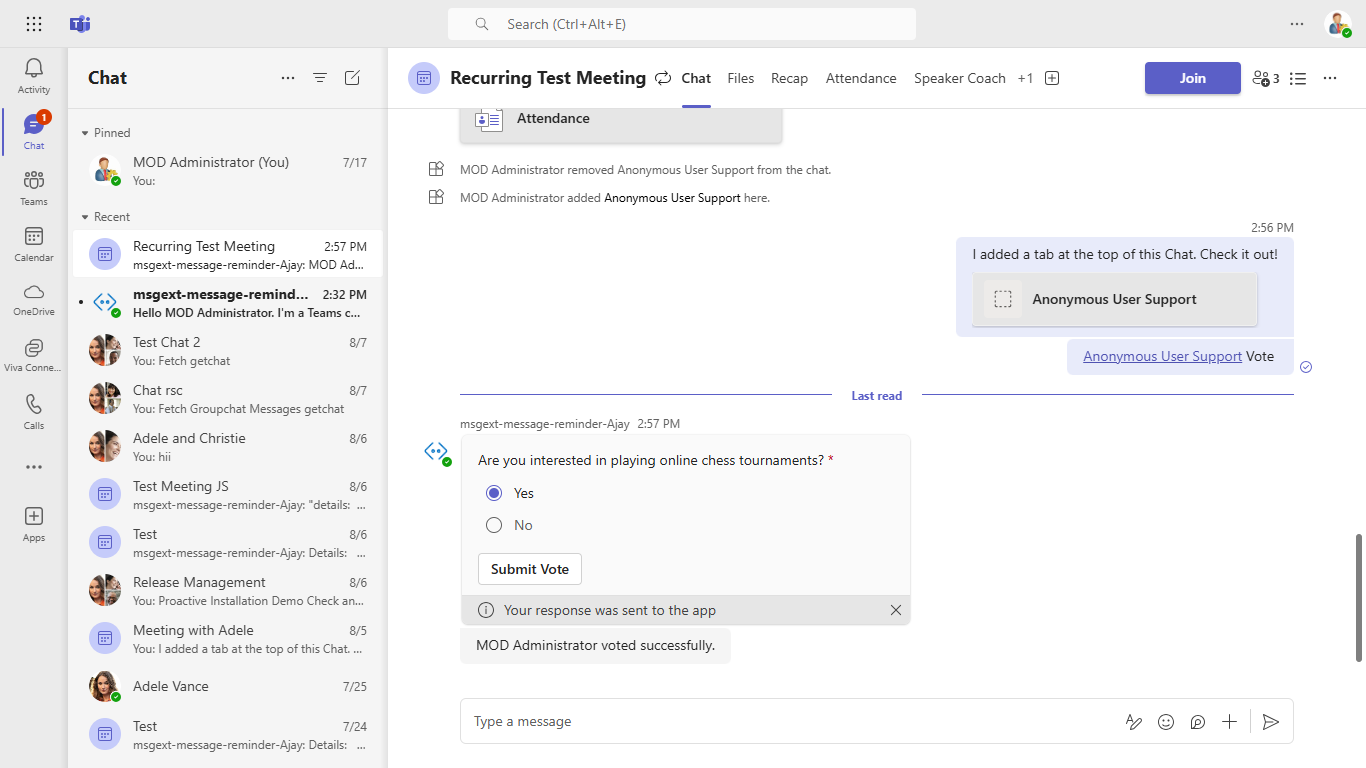 Search (Ctrl+Alt+E)
Activity
Chat
1
Teams
Calendar
OneDrive
Viva Conne...
Calls
Apps
Chat
Pinned
MOD Administrator (You) 7/17
You:
Recent
Recurring Test Meeting 2:57 PM
msgext-message-reminder-Ajay: MOD Ad...
msgext-message-remind... 2:32 PM
Hello MOD Administrator. I'm a Teams c...
Test Chat 2 8/7
You: Fetch getchat
Chat rsc 8/7
You: Fetch Groupchat Messages getchat
Adele and Christie 8/6
You: hii
Test Meeting JS 8/6
msgext-message-reminder-Ajay: "details: ...
Test 8/6
msgext-message-reminder-Ajay: Details: ...
Release Management 8/6
You: Proactive Installation Demo Check an...
Meeting with Adele 8/5
You: I added a tab at the top of this Chat. ...
Adele Vance 7/25
Test 7/24
msgext-message-reminder-Ajay: Details: ...
Recurring Test Meeting Chat Files Recap Attendance Speaker Coach +1 Join 3
Attendance
MOD Administrator removed Anonymous User Support from the chat.
MOD Administrator added Anonymous User Support here.
2:56 PM
I added a tab at the top of this Chat. Check it out!
Anonymous User Support
Anonymous User Support Vote
Last read
msgext-message-reminder-Ajay 2:57 PM
Are you interested in playing online chess tournaments? *
Yes
No
Submit Vote
Your response was sent to the app
MOD Administrator voted successfully.
Type a message